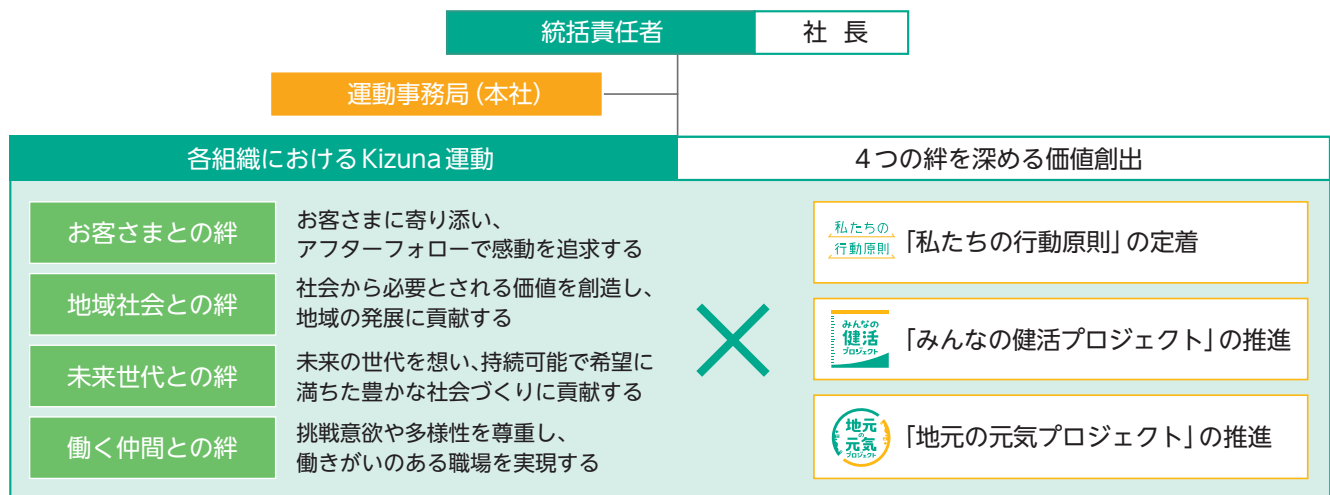 統括責任者
社 長
運動事務局（本社）
各組織におけるKizuna運動
4つの絆を深める価値創出
お客さまとの絆
お客さまに寄り添い、
アフターフォローで感動を追求する
地域社会との絆
社会から必要とされる価値を創造し、
地域の発展に貢献する
未来世代との絆
未来の世代を想い、持続可能で希望に
満ちた豊かな社会づくりに貢献する
働く仲間との絆
挑戦意欲や多様性を尊重し、
働きがいのある職場を実現する
×
私たちの
行動原則
「私たちの行動原則」の定着
みんなの
健活
プロジェクト
「みんなの健活プロジェクト」の推進
地元
の
元気
プロジェクト
「地元の元気プロジェクト」の推進